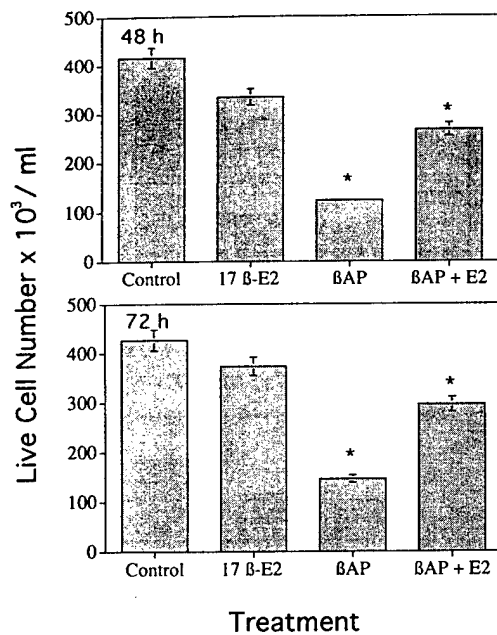 500
48 h
400
300
200
100
0
*
*
Control 17 ß-E2 ßAP ßAP + E2
500
72 h
400
300
200
100
0
*
*
Control 17 ß-E2 ßAP ßAP + E2
Live Cell Number x 10³ / ml
Treatment